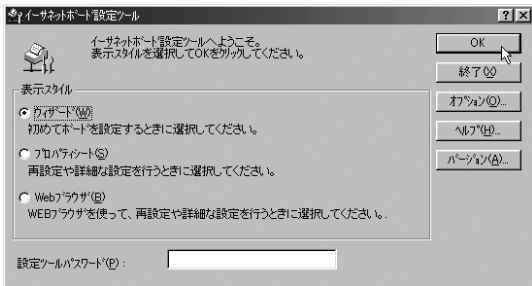 イーサネットボード設定ツール
イーサネットボード設定ツールへようこそ。
表示スタイルを選択してOKをクリックしてください。
表示スタイル
ウィザード(W)
初めてボードを設定するときに選択してください。
プロパティシート(S)
再設定や詳細な設定を行うときに選択してください。
Webブラウザ(B)
WEBブラウザを使って、再設定や詳細な設定を行うときに選択してください。.
設定ツールパスワード(P):
OK
終了(X)
オプション(O)...
ヘルプ(H)...
バージョン(A)...